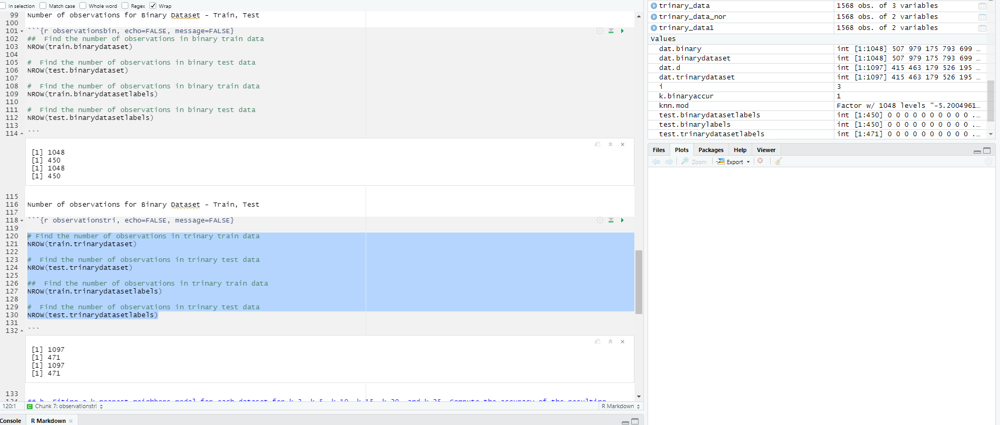 In selection Match case Whole word Regex Wrap
99 Number of observations for Binary Dataset - Train, Test
100
101 ```{r observationsbin, echo=FALSE, message=FALSE}
102 ##  Find the number of observations in binary train data
103 NROW(train.binarydataset)
104
105 #  Find the number of observations in binary test data
106 NROW(test.binarydataset)
107
108 #  Find the number of observations in binary train data
109 NROW(train.binarydatasetlabels)
110
111 #  Find the number of observations in binary test data
112 NROW(test.binarydatasetlabels)
113
114 ```
[1] 1048
[1] 450
[1] 1048
[1] 450
115
116 Number of observations for Binary Dataset - Train, Test
117
118 ```{r observationstri, echo=FALSE, message=FALSE}
119
120 # Find the number of observations in trinary train data
121 NROW(train.trinarydataset)
122
123 #  Find the number of observations in trinary test data
124 NROW(test.trinarydataset)
125
126 ##  Find the number of observations in trinary train data
127 NROW(train.trinarydatasetlabels)
128
129 #  Find the number of observations in trinary test data
130 NROW(test.trinarydatasetlabels)
131
132 ```
[1] 1097
[1] 471
[1] 1097
[1] 471
133
120:1 Chunk 7: observationstri R Markdown
Console R Markdown
trinary_data 1568 obs. of 3 variables
trinary_data_nor 1568 obs. of 2 variables
trinary_data1 1568 obs. of 2 variables
Values
dat.binary int [1:1048] 507 979 175 793 699 …
dat.binarydataset int [1:1048] 507 979 175 793 699 …
dat.d int [1:1097] 415 463 179 526 195 …
dat.trinarydataset int [1:1097] 415 463 179 526 195 …
i 3
k.binaryaccur 1
knn.mod Factor w/ 1048 levels "-5.2004961…
test.binarydatasetlabels int [1:450] 0 0 0 0 0 0 0 0 0 0 .…
test.binarylabels int [1:450] 0 0 0 0 0 0 0 0 0 0 .…
test.trinarydatasetlabels int [1:471] 0 0 0 0 0 0 0 0 0 0 .…
Files Plots Packages Help Viewer
Zoom Export